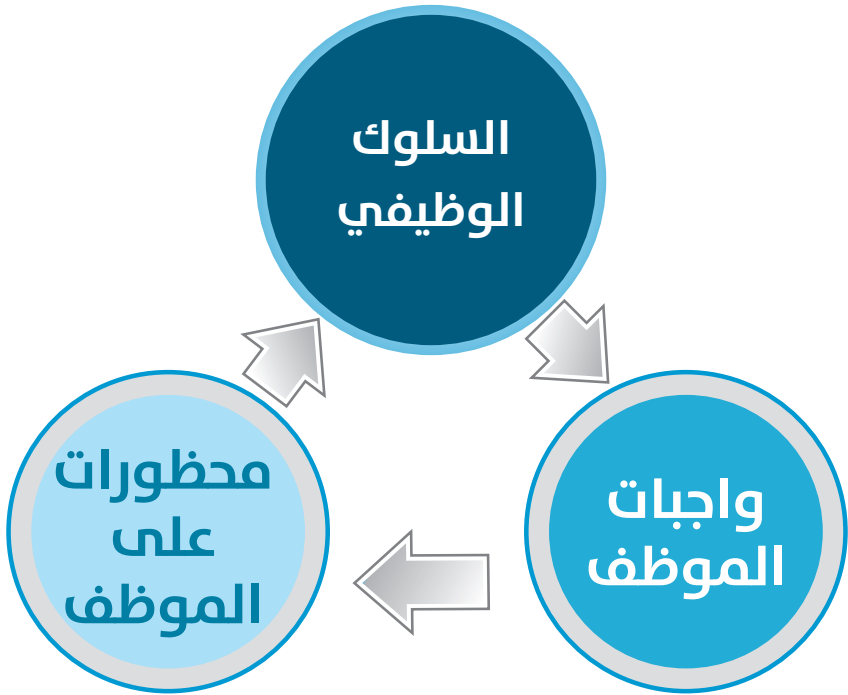 السلوك
الوظيفي
واجبات
الموظف
محظورات
على
الموظف